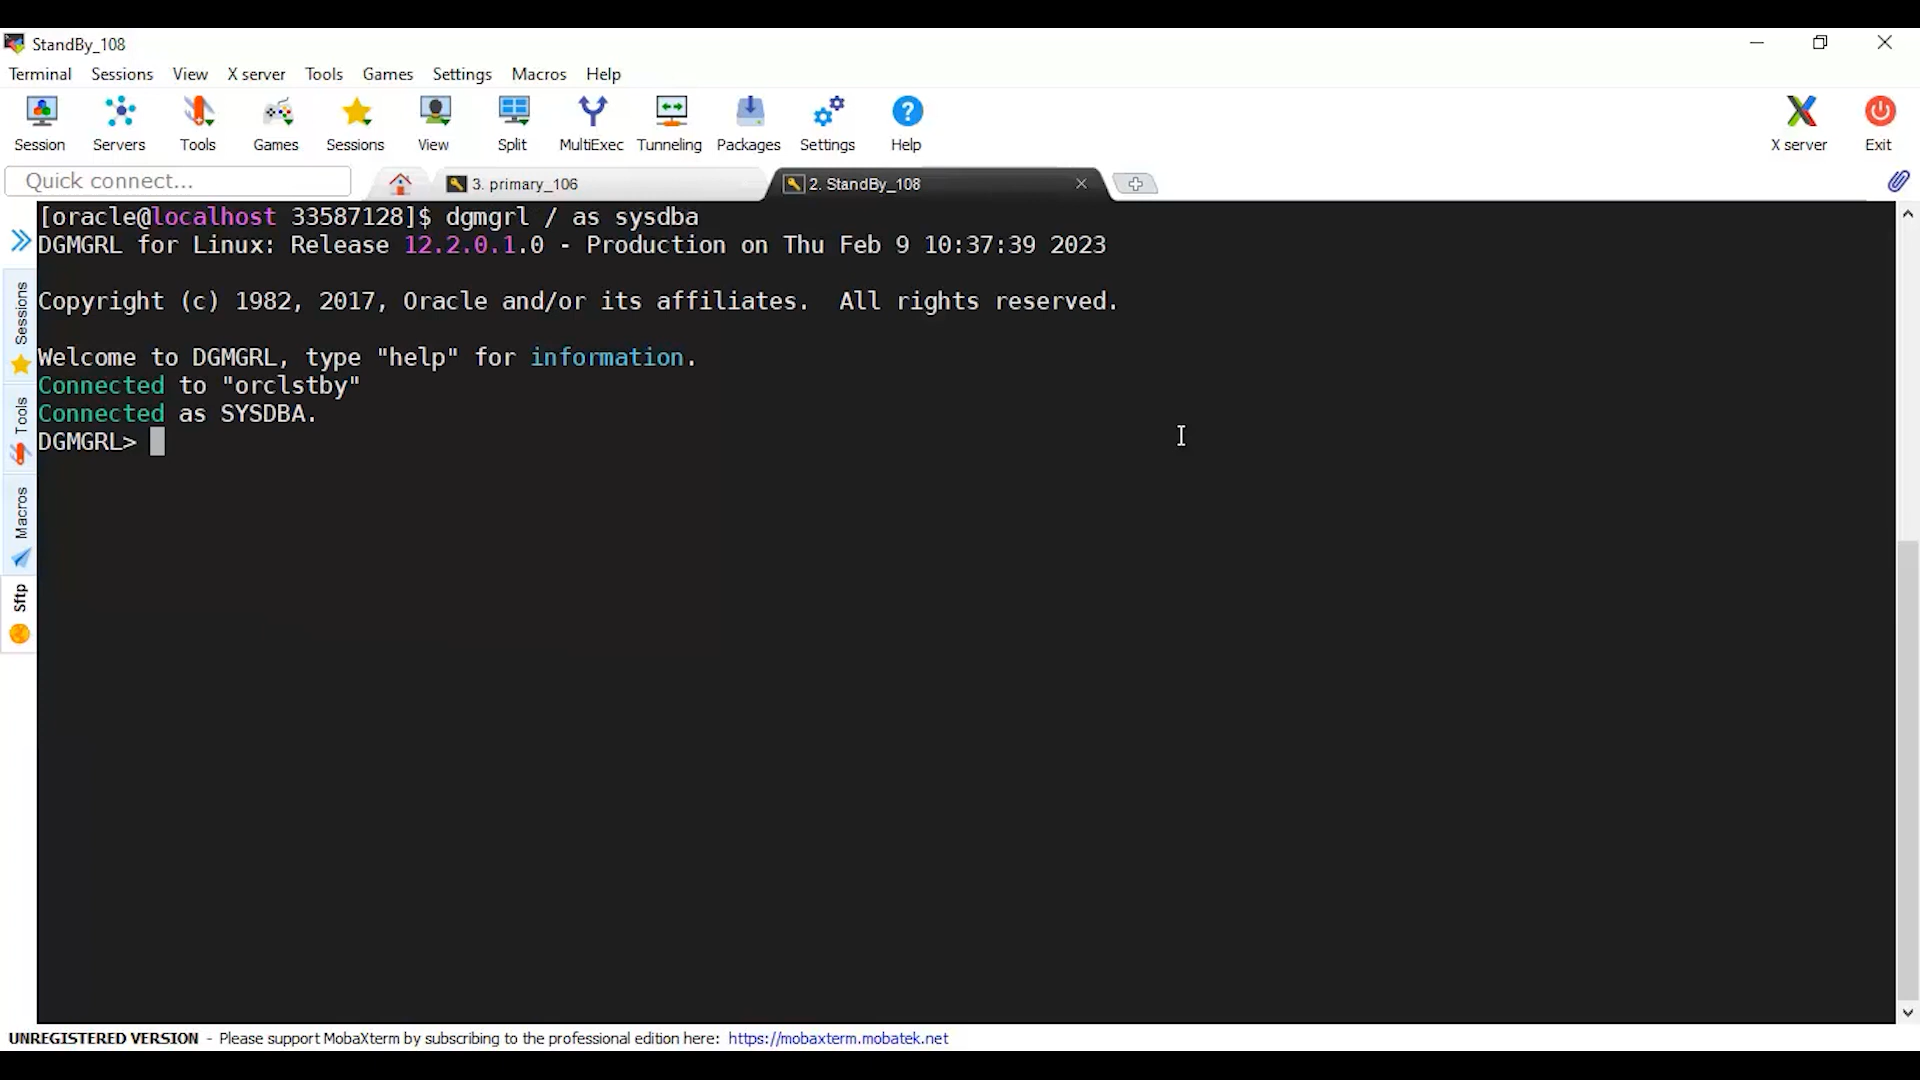 StandBy_108
Terminal Sessions View X server Tools Games Settings Macros Help
Session Servers Tools Games Sessions View Split MultiExec Tunneling Packages Settings Help X server Exit
Quick connect... 3. primary_106 2. StandBy_108
[oracle@localhost 33587128]$ dgmgrl / as sysdba
DGMGRL for Linux: Release 12.2.0.1.0 - Production on Thu Feb 9 10:37:39 2023
Copyright (c) 1982, 2017, Oracle and/or its affiliates.  All rights reserved.
Welcome to DGMGRL, type "help" for information.
Connected to "orclstby"
Connected as SYSDBA.
DGMGRL>
Sessions
Tools
Macros
Sftp
UNREGISTERED VERSION - Please support MobaXterm by subscribing to the professional edition here: https://mobaxterm.mobatek.net